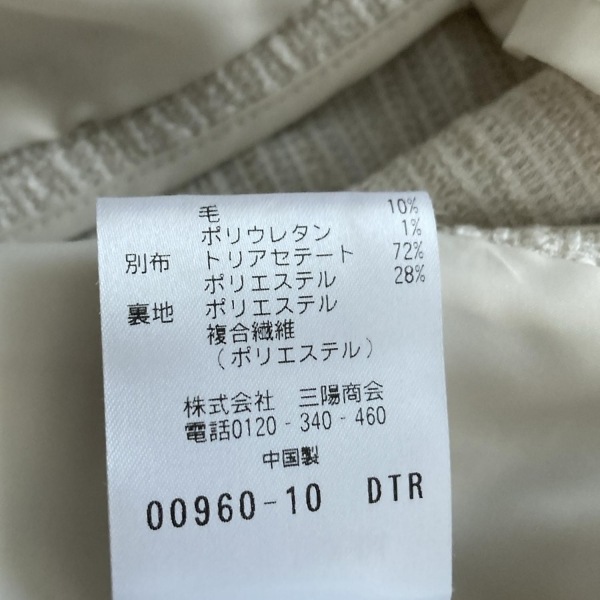 毛 10%
ポリウレタン 1%
別布 トリアセテート 72%
ポリエステル 28%
裏地 ポリエステル
複合繊維
(ポリエステル)
株式会社 三陽商会
電話0120-340-460
中国製
00960-10 DTR